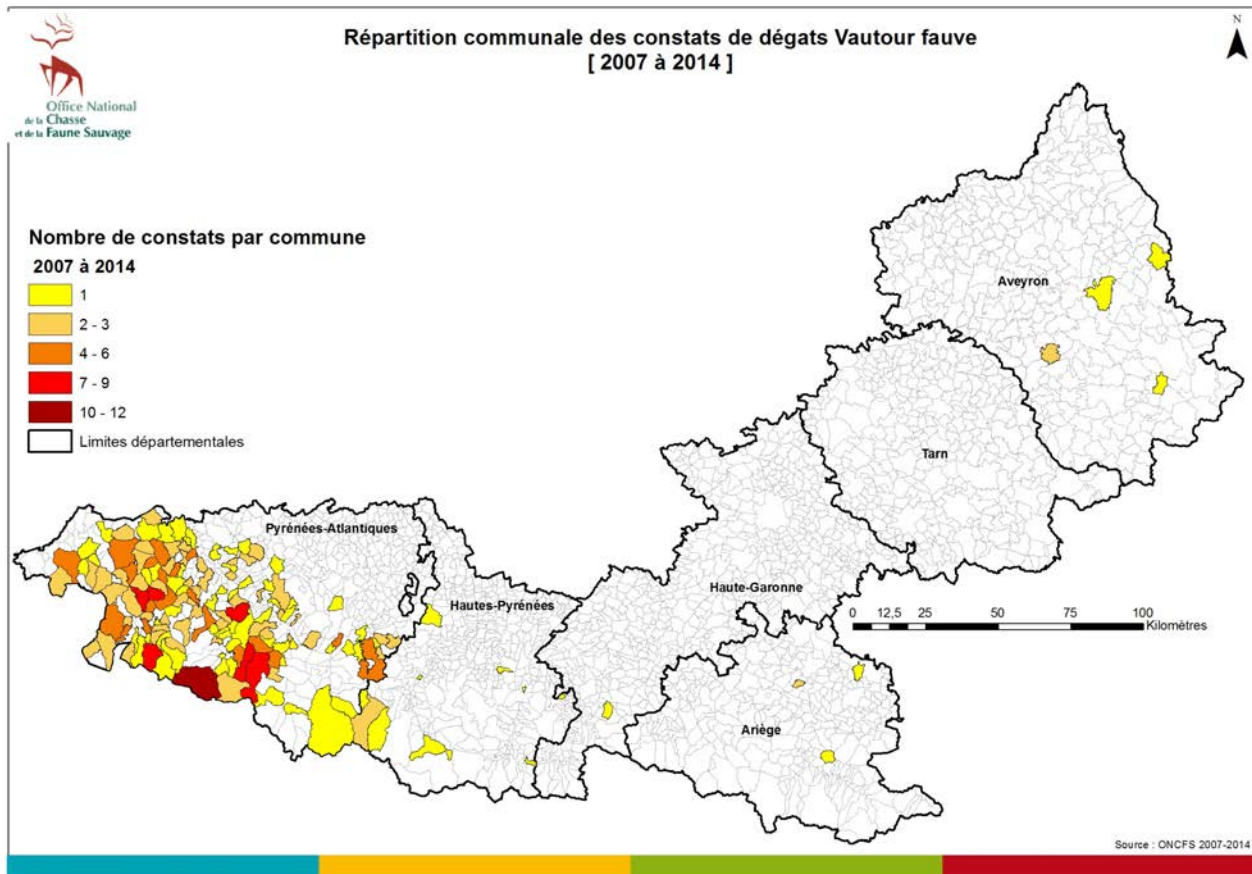 Répartition communale des constats de dégats Vautour fauve
[ 2007 à 2014 ]
N
Office National
de la Chasse
et de la Faune Sauvage
Nombre de constats par commune
2007 à 2014
1
2 - 3
4 - 6
7 - 9
10 - 12
Limites départementales
Aveyron
Tarn
Pyrénées-Atlantiques
Hautes-Pyrénées
Haute-Garonne
Ariège
0 12,5 25 50 75 100
Kilomètres
Source : ONCFS 2007-2014